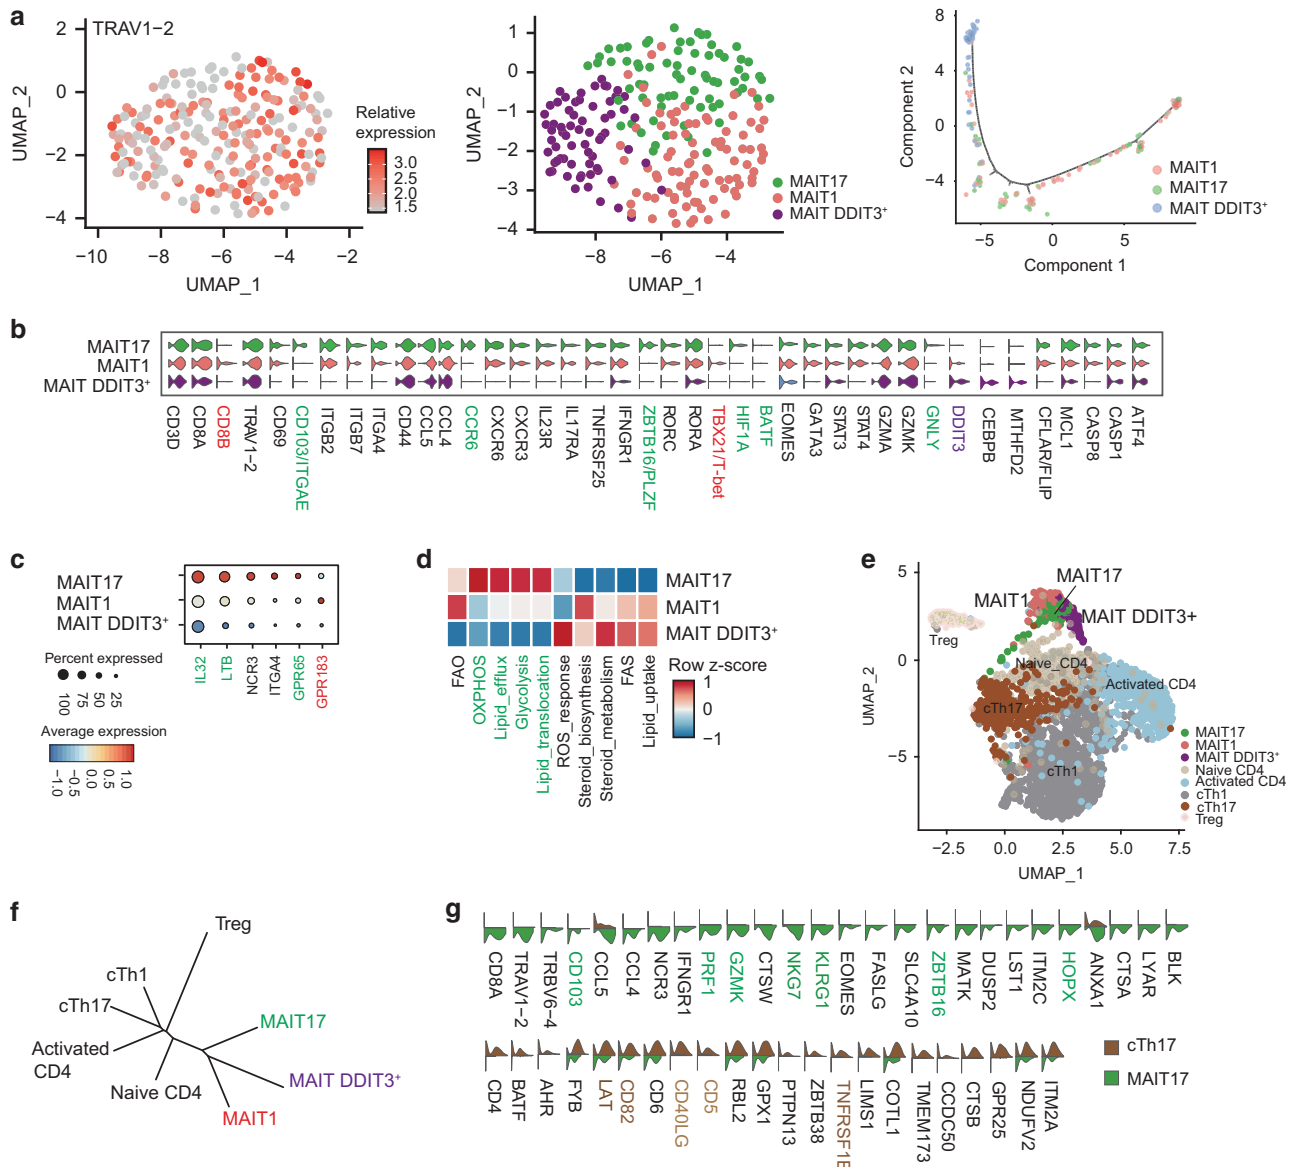 a
TRAV1−2
2
0
−2
−4
UMAP_2
−10
−8
−6
−4
−2
UMAP_1
Relative
expression
3.0
2.5
2.0
1.5
1
0
−1
−2
−3
−4
UMAP_2
−8
−6
−4
UMAP_1
MAIT17
MAIT1
MAIT DDIT3⁺
8
4
0
−4
Component 2
−5
0
5
Component 1
MAIT1
MAIT17
MAIT DDIT3⁺
b
MAIT17
MAIT1
MAIT DDIT3⁺
CD3D
CD8A
CD8B
TRAV1−2
CD69
CD103/ITGAE
ITGB2
ITGB7
ITGA4
CD44
CCL5
CCL4
CCR6
CXCR6
CXCR3
IL23R
IL17RA
TNFRSF25
IFNGR1
ZBTB16/PLZF
RORC
RORA
TBX21/T-bet
HIF1A
BATF
EOMES
GATA3
STAT3
STAT4
GZMA
GZMK
GNLY
DDIT3
CEBPB
MTHFD2
CFLAR/FLIP
MCL1
CASP8
CASP1
ATF4
c
MAIT17
MAIT1
MAIT DDIT3⁺
IL32
LTB
NCR3
ITGA4
GPR65
GPR183
Percent expressed
100
75
50
25
Average expression
−1.0
−0.5
0.0
0.5
1.0
d
MAIT17
MAIT1
MAIT DDIT3⁺
FAO
OXPHOS
Lipid_efflux
Glycolysis
Lipid_translocation
ROS_response
Steroid_biosynthesis
Steroid_metabolism
FAS
Lipid_uptake
Row z-score
1
0
−1
e
5
0
−5
UMAP_2
−2.5
0.0
2.5
5.0
7.5
UMAP_1
MAIT17
MAIT1
MAIT DDIT3+
Treg
Naive_CD4
Activated CD4
cTh17
cTh1
MAIT17
MAIT1
MAIT DDIT3⁺
Naive CD4
Activated CD4
cTh1
cTh17
Treg
f
Treg
cTh1
cTh17
MAIT17
Activated
CD4
MAIT DDIT3⁺
Naive CD4
MAIT1
g
CD8A
TRAV1−2
TRBV6−4
CD103
CCL5
CCL4
NCR3
IFNGR1
PRF1
GZMK
CTSW
NKG7
KLRG1
EOMES
FASLG
SLC4A10
ZBTB16
MATK
DUSP2
LST1
ITM2C
HOPX
ANXA1
CTSA
LYAR
BLK
CD4
BATF
AHR
FYB
LAT
CD82
CD6
CD40LG
CD5
RBL2
GPX1
PTPN13
ZBTB38
TNFRSF1B
LIMS1
COTL1
TMEM173
CCDC50
CTSB
GPR25
NDUFV2
ITM2A
cTh17
MAIT17